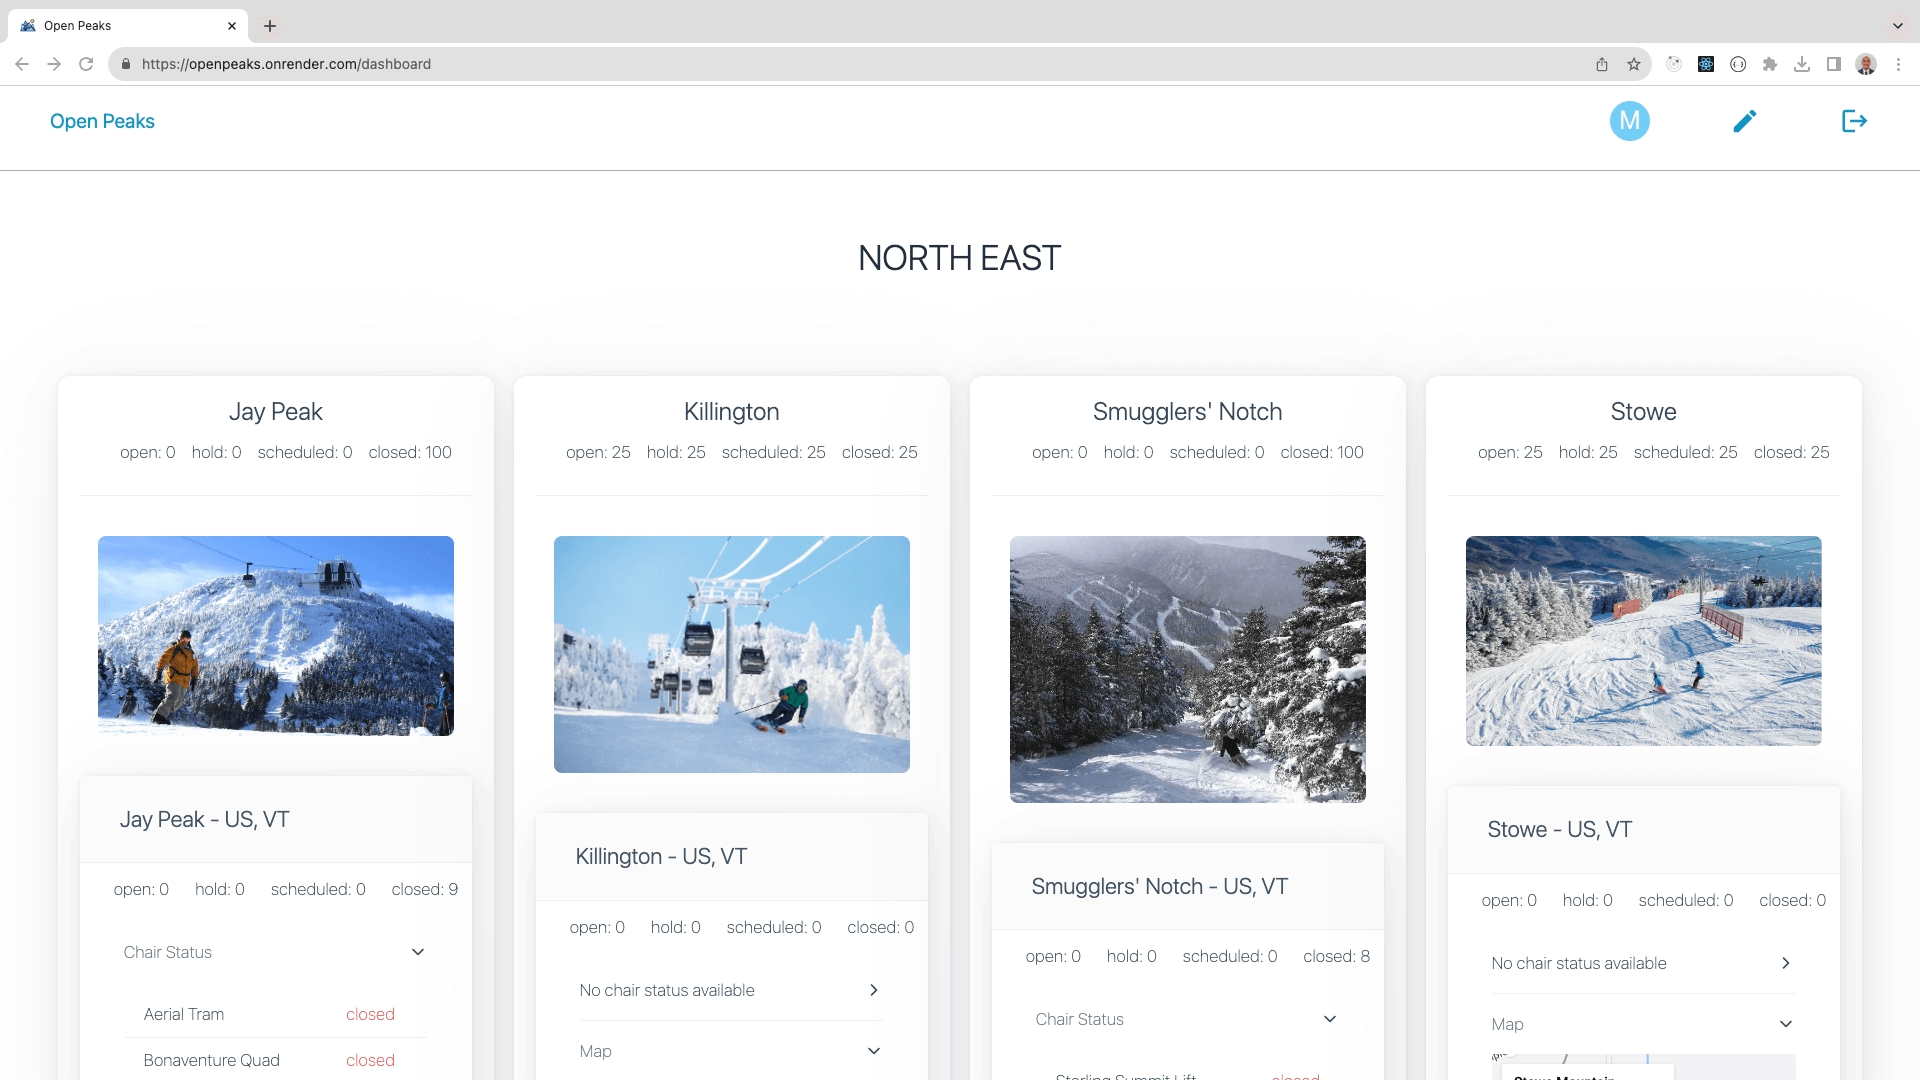 Open Peaks
https://openpeaks.onrender.com/dashboard
Open Peaks
M
NORTH EAST
Jay Peak
open: 0 hold: 0 scheduled: 0 closed: 100
Jay Peak - US, VT
open: 0 hold: 0 scheduled: 0 closed: 9
Chair Status
Aerial Tram closed
Bonaventure Quad closed
Killington
open: 25 hold: 25 scheduled: 25 closed: 25
Killington - US, VT
open: 0 hold: 0 scheduled: 0 closed: 0
No chair status available
Map
Smugglers' Notch
open: 0 hold: 0 scheduled: 0 closed: 100
Smugglers' Notch - US, VT
open: 0 hold: 0 scheduled: 0 closed: 8
Chair Status
Sterling Summit Lift closed
Stowe
open: 25 hold: 25 scheduled: 25 closed: 25
Stowe - US, VT
open: 0 hold: 0 scheduled: 0 closed: 0
No chair status available
Map
Stowe Mountain